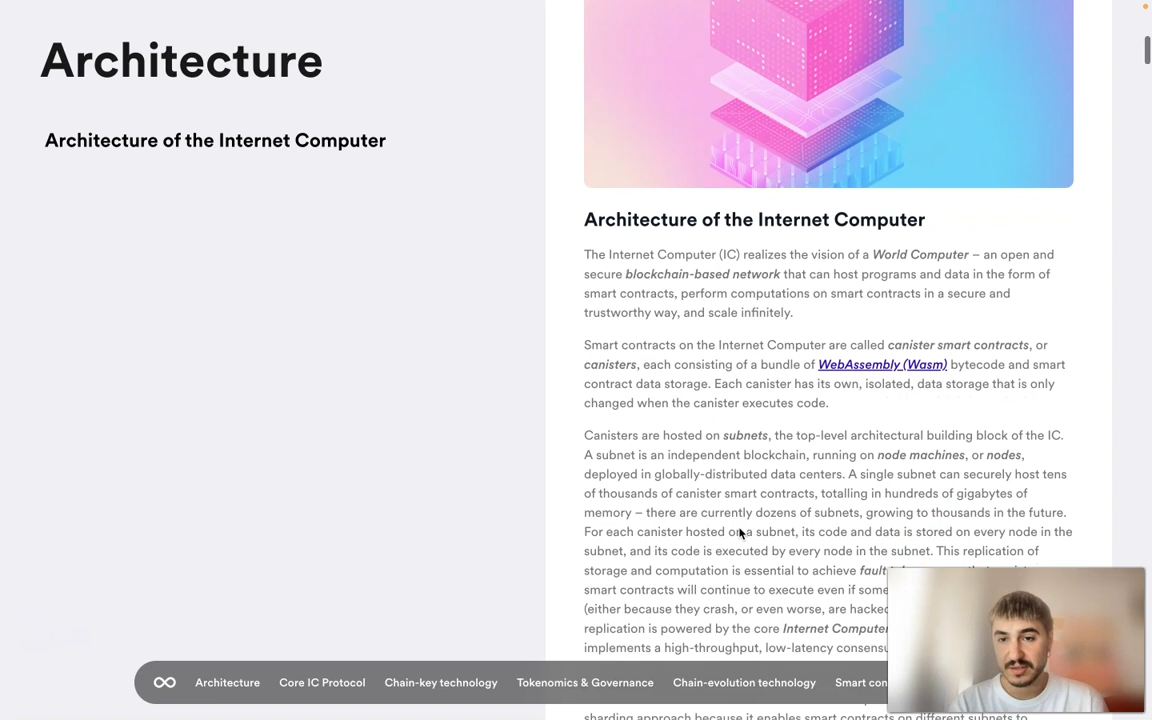 Architecture
Architecture of the Internet Computer
Architecture of the Internet Computer
The Internet Computer (IC) realizes the vision of a World Computer – an open and
secure blockchain-based network that can host programs and data in the form of
smart contracts, perform computations on smart contracts in a secure and
trustworthy way, and scale infinitely.
Smart contracts on the Internet Computer are called canister smart contracts, or
canisters, each consisting of a bundle of WebAssembly (Wasm) bytecode and smart
contract data storage. Each canister has its own, isolated, data storage that is only
changed when the canister executes code.
Canisters are hosted on subnets, the top-level architectural building block of the IC.
A subnet is an independent blockchain, running on node machines, or nodes,
deployed in globally-distributed data centers. A single subnet can securely host tens
of thousands of canister smart contracts, totalling in hundreds of gigabytes of
memory – there are currently dozens of subnets, growing to thousands in the future.
For each canister hosted on a subnet, its code and data is stored on every node in the
subnet, and its code is executed by every node in the subnet. This replication of
storage and computation is essential to achieve
smart contracts will continue to execute even if some
(either because they crash, or even worse, are hacked
replication is powered by the core Internet Computer
implements a high-throughput, low-latency
Architecture Core IC Protocol Chain-key technology Tokenomics & Governance Chain-evolution technology Smart
sharding approach because it enables smart contracts on different subnets to